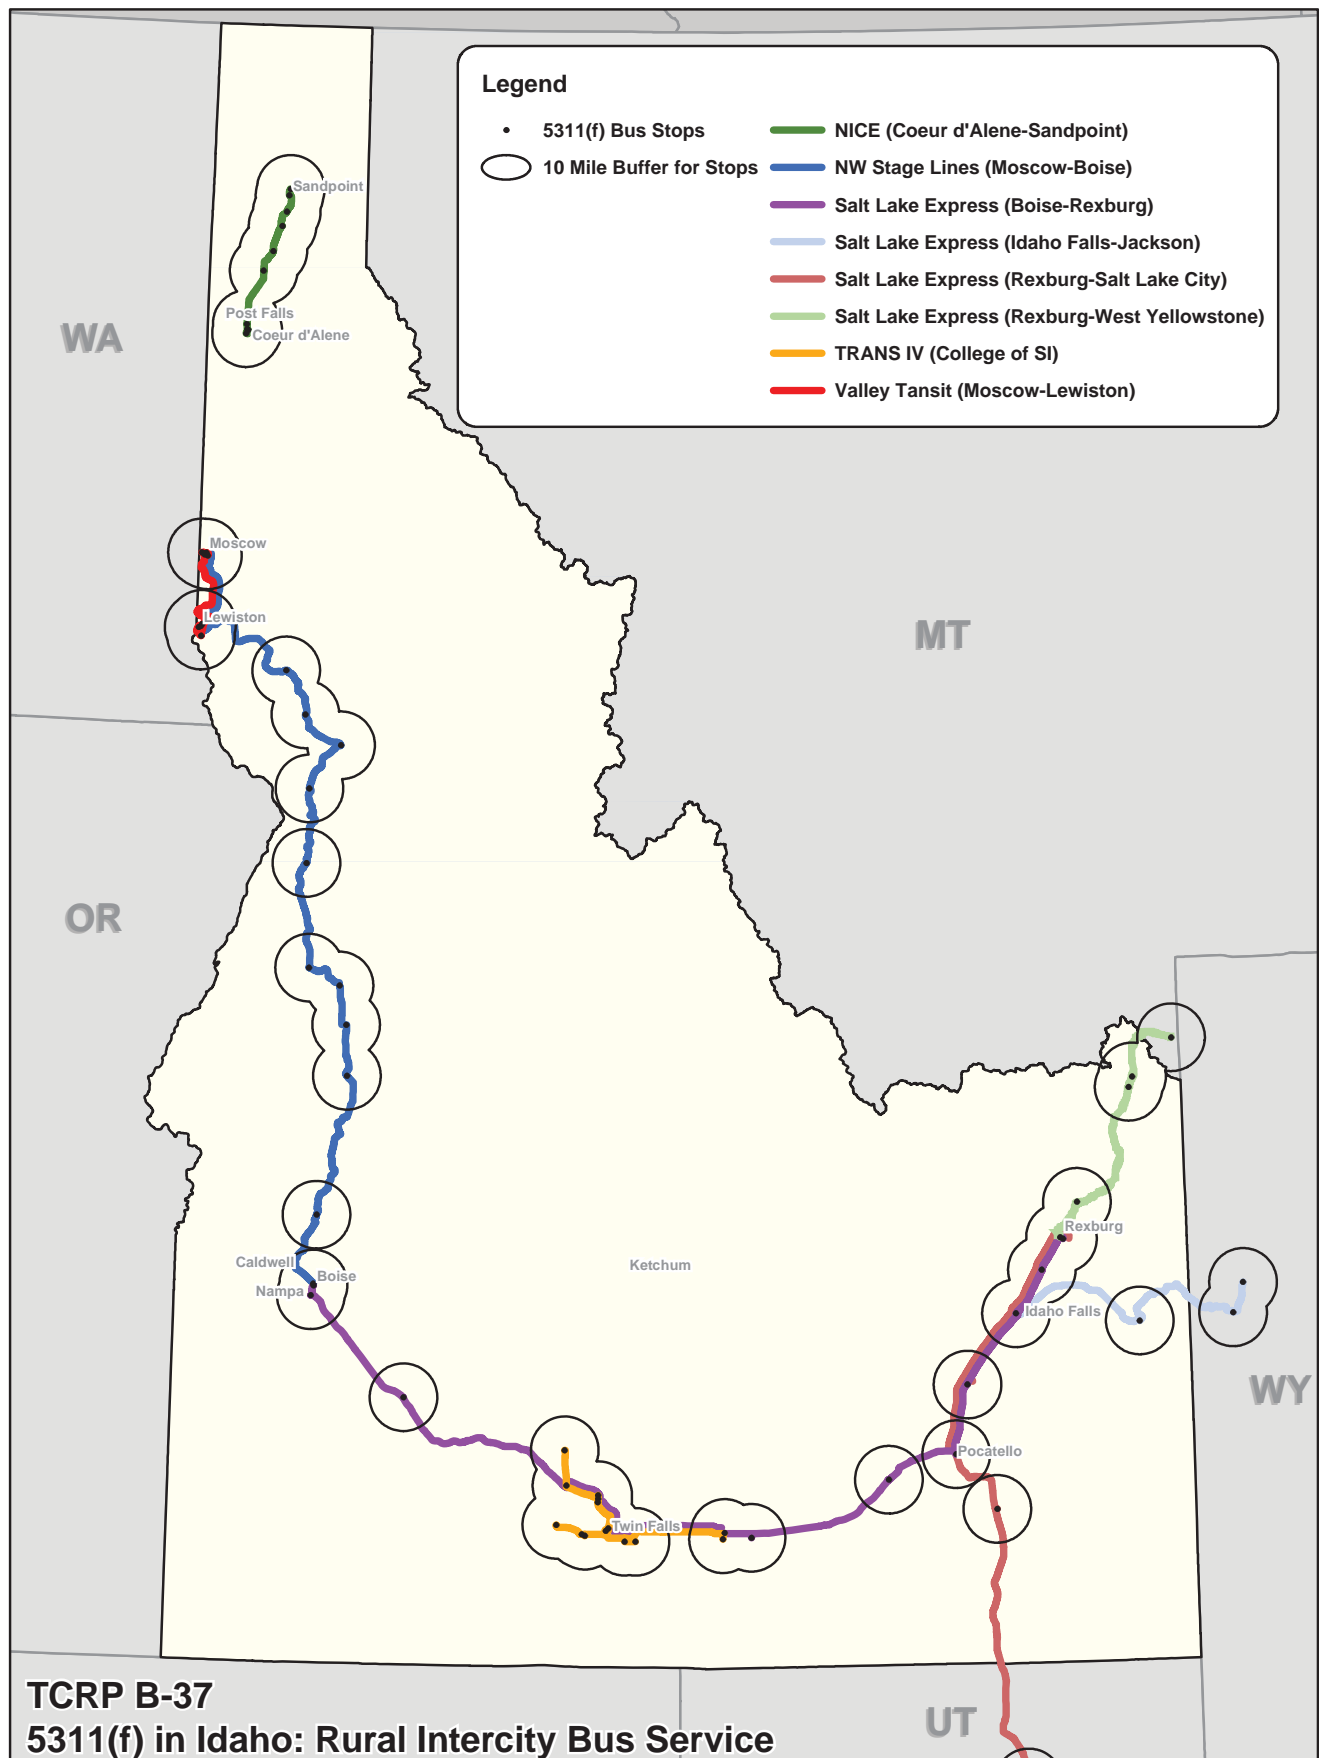 Legend
5311(f) Bus Stops
10 Mile Buffer for Stops
NICE (Coeur d'Alene-Sandpoint)
NW Stage Lines (Moscow-Boise)
Salt Lake Express (Boise-Rexburg)
Salt Lake Express (Idaho Falls-Jackson)
Salt Lake Express (Rexburg-Salt Lake City)
Salt Lake Express (Rexburg-West Yellowstone)
TRANS IV (College of SI)
Valley Tansit (Moscow-Lewiston)
Sandpoint
Post Falls
Coeur d'Alene
WA
Moscow
Lewiston
MT
OR
Rexburg
Caldwell
Ketchum
Boise
Nampa
Idaho Falls
WY
Pocatello
Twin Falls
UT
TCRP B-37
5311(f) in Idaho: Rural Intercity Bus Service